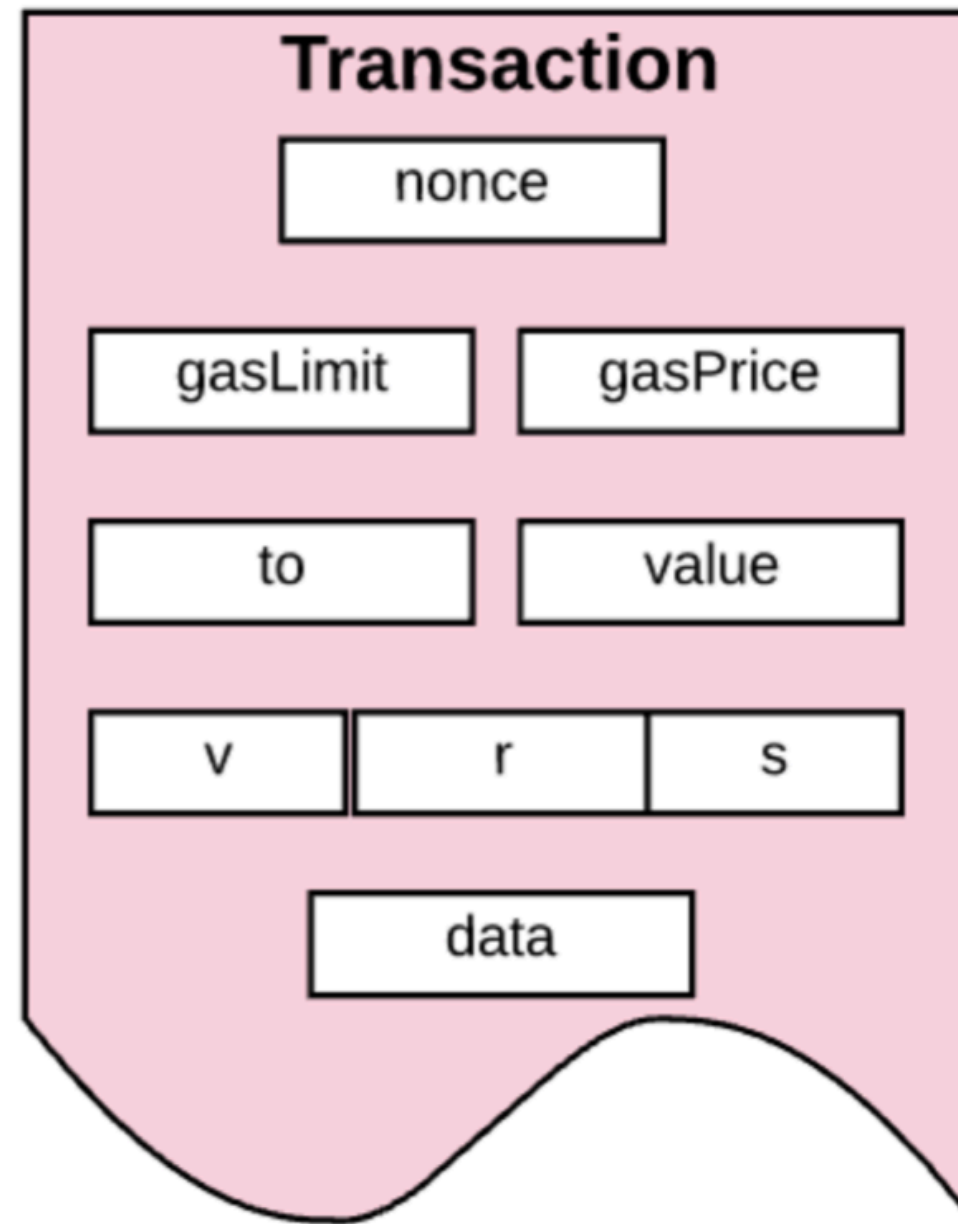 Transaction
nonce
gasLimit gasPrice
to value
v r s
data